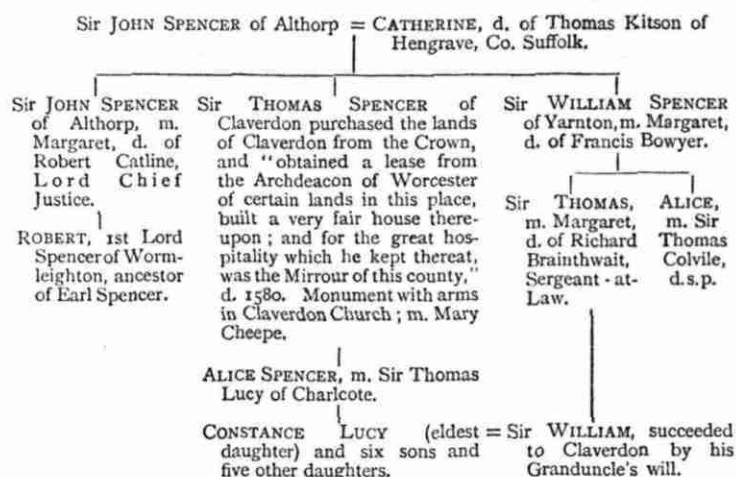 Sir JOHN SPENCER of Althorp = CATHERINE, d. of Thomas Kitson of
Hengrave, Co. Suffolk.
Sir JOHN SPENCER
of Althorp, m.
Margaret, d. of
Robert Catline,
Lord Chief
Justice.
ROBERT, 1st Lord
Spencer of Worm-
leighton, ancestor
of Earl Spencer.
Sir THOMAS SPENCER of
Claverdon purchased the lands
of Claverdon from the Crown,
and "obtained a lease from
the Archdeacon of Worcester
of certain lands in this place,
built a very fair house there-
upon; and for the great hos-
pitality which he kept thereat,
was the Mirrour of this county,"
d. 1580. Monument with arms
in Claverdon Church; m. Mary
Cheepe.
ALICE SPENCER, m. Sir Thomas
Lucy of Charlcote.
CONSTANCE LUCY (eldest
daughter) and six sons and
five other daughters.
Sir WILLIAM SPENCER
of Yarnton, m. Margaret,
d. of Francis Bowyer.
Sir THOMAS,
m. Margaret,
d. of Richard
Brainthwait,
Sergeant-at-
Law.
ALICE,
m. Sir
Thomas
Colvile,
d.s.p.
= Sir WILLIAM, succeeded
to Claverdon by his
Granduncle's will.